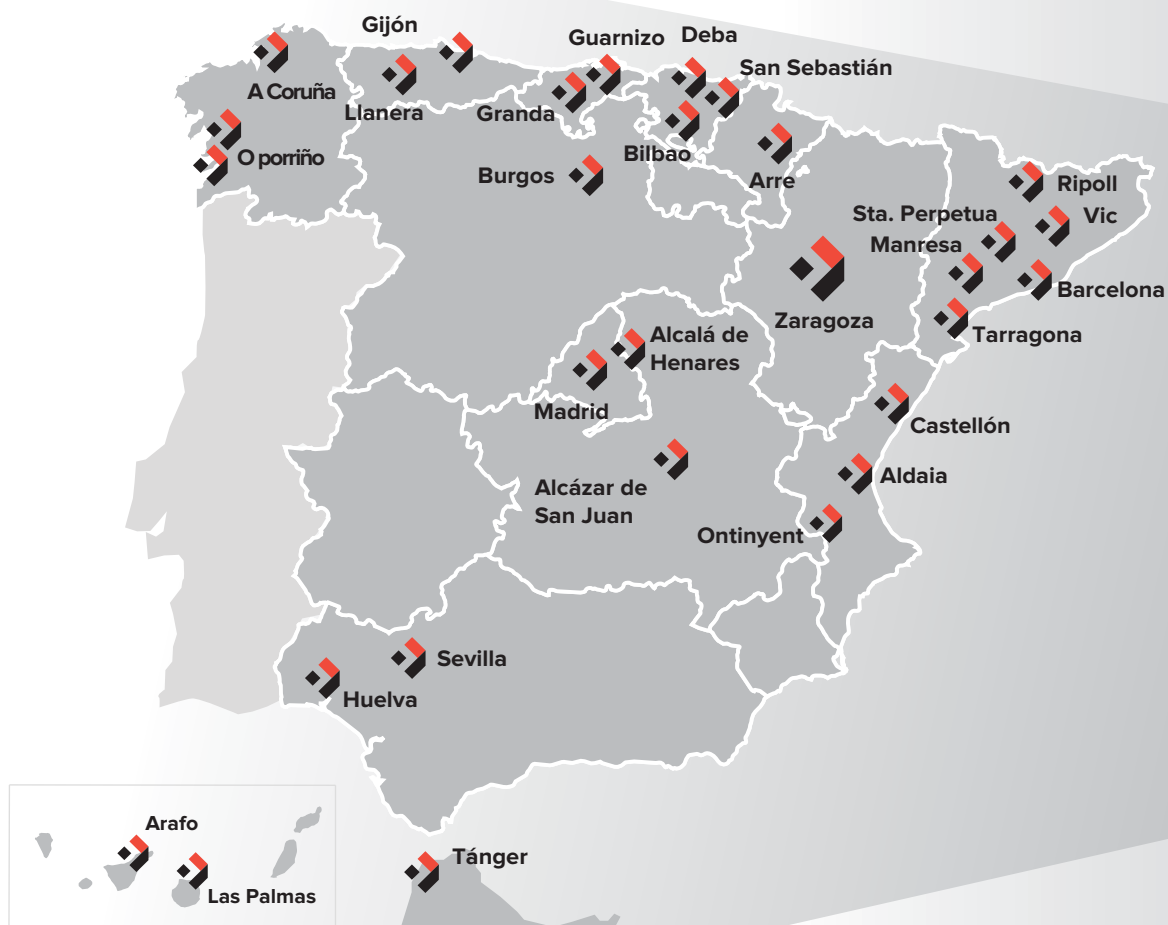 Gijón
Guarnizo
Deba
San Sebastián
A Coruña
Llanera
Granda
O porriño
Bilbao
Burgos
Arre
Ripoll
Sta. Perpetua
Vic
Manresa
Barcelona
Zaragoza
Tarragona
Alcalá de
Henares
Madrid
Castellón
Aldaia
Alcázar de
San Juan
Ontinyent
Sevilla
Huelva
Arafo
Las Palmas
Tánger